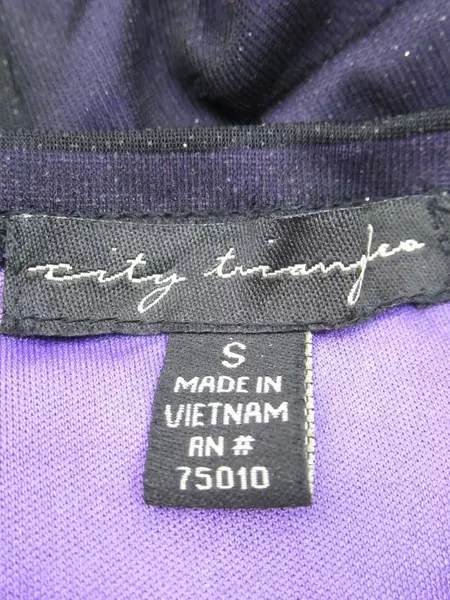 city triangles
S
MADE IN
VIETNAM
RN #
75010